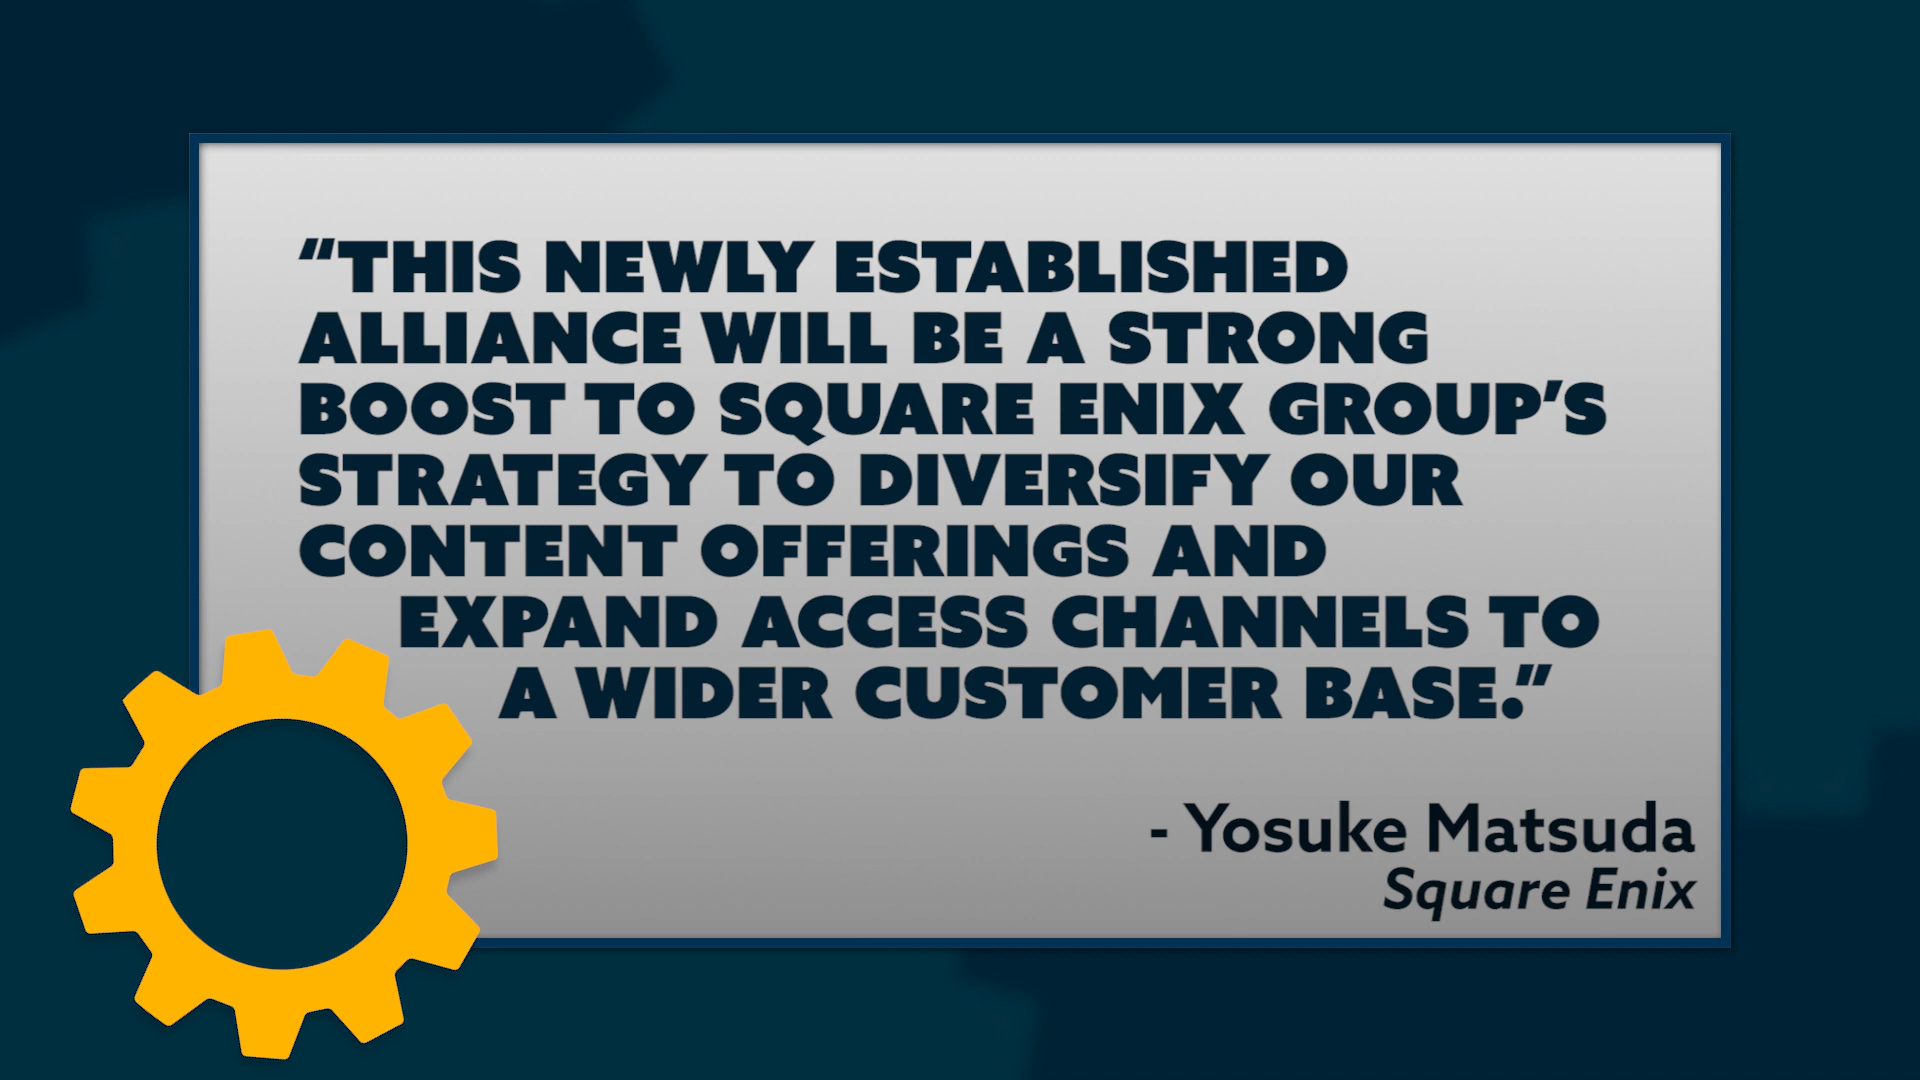 “THIS NEWLY ESTABLISHED
ALLIANCE WILL BE A STRONG
BOOST TO SQUARE ENIX GROUP’S
STRATEGY TO DIVERSIFY OUR
CONTENT OFFERINGS AND
EXPAND ACCESS CHANNELS TO
A WIDER CUSTOMER BASE.”
- Yosuke Matsuda
Square Enix